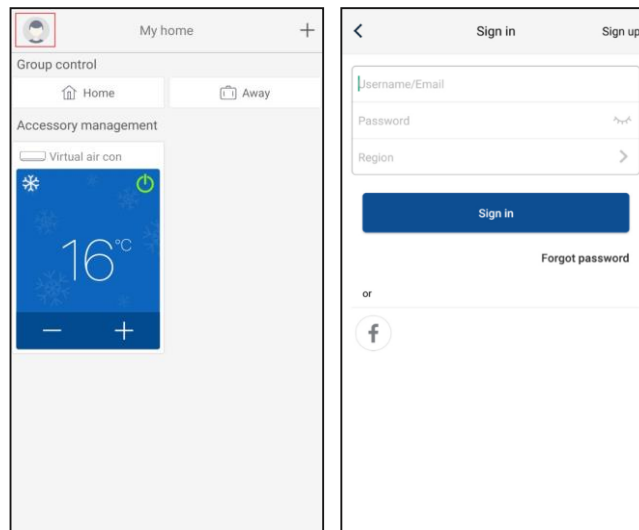 My home
+
Group control
Home
Away
Accessory management
Virtual air con
16°C
− +
Sign in
Sign up
Username/Email
Password
Region
Sign in
Forgot password
or
f